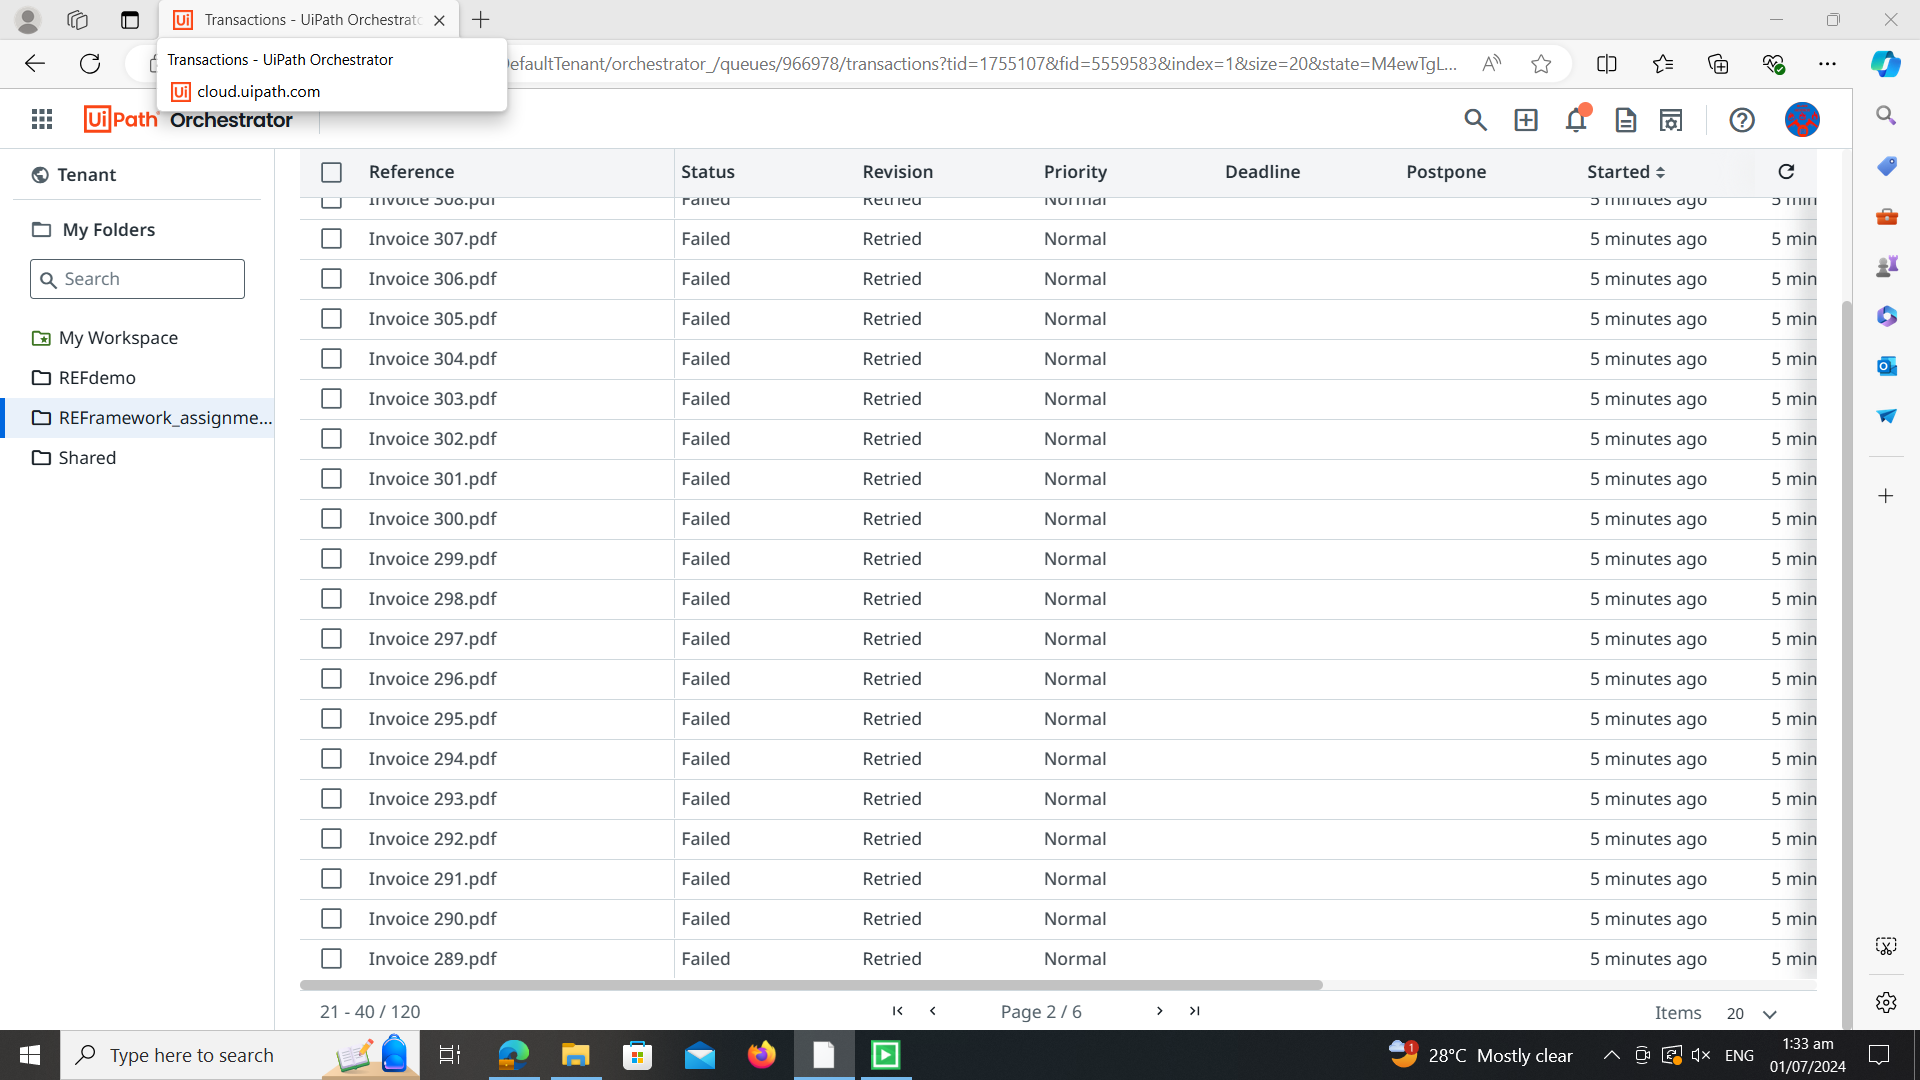 Transactions - UiPath Orchestrato
Transactions - UiPath Orchestrator
cloud.uipath.com
DefaultTenant/orchestrator_/queues/966978/transactions?tid=1755107&fid=5559583&index=1&size=20&state=M4ewTgL...
UiPath Orchestrator
Tenant
My Folders
Search
My Workspace
REFdemo
REFramework_assignme...
Shared
Reference Status Revision Priority Deadline Postpone Started
Invoice 308.pdf Failed Retried Normal 5 minutes ago 5 min
Invoice 307.pdf Failed Retried Normal 5 minutes ago 5 min
Invoice 306.pdf Failed Retried Normal 5 minutes ago 5 min
Invoice 305.pdf Failed Retried Normal 5 minutes ago 5 min
Invoice 304.pdf Failed Retried Normal 5 minutes ago 5 min
Invoice 303.pdf Failed Retried Normal 5 minutes ago 5 min
Invoice 302.pdf Failed Retried Normal 5 minutes ago 5 min
Invoice 301.pdf Failed Retried Normal 5 minutes ago 5 min
Invoice 300.pdf Failed Retried Normal 5 minutes ago 5 min
Invoice 299.pdf Failed Retried Normal 5 minutes ago 5 min
Invoice 298.pdf Failed Retried Normal 5 minutes ago 5 min
Invoice 297.pdf Failed Retried Normal 5 minutes ago 5 min
Invoice 296.pdf Failed Retried Normal 5 minutes ago 5 min
Invoice 295.pdf Failed Retried Normal 5 minutes ago 5 min
Invoice 294.pdf Failed Retried Normal 5 minutes ago 5 min
Invoice 293.pdf Failed Retried Normal 5 minutes ago 5 min
Invoice 292.pdf Failed Retried Normal 5 minutes ago 5 min
Invoice 291.pdf Failed Retried Normal 5 minutes ago 5 min
Invoice 290.pdf Failed Retried Normal 5 minutes ago 5 min
Invoice 289.pdf Failed Retried Normal 5 minutes ago 5 min
21 - 40 / 120 Page 2 / 6 Items 20
Type here to search 1 28°C Mostly clear ENG 1:33 am
01/07/2024